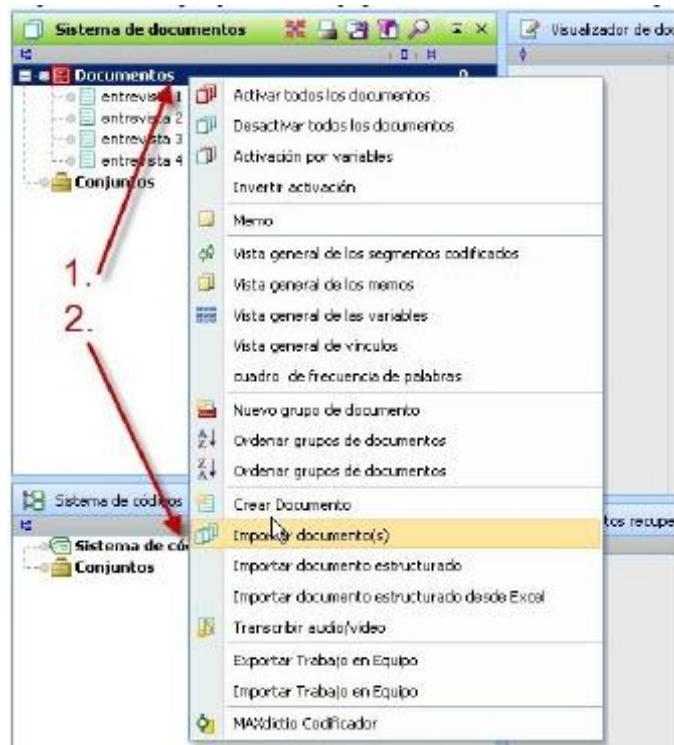 Sistema de documentos
Visualizador de do
Documentos
entrevista 1
entrevista 2
entrevista 3
entrevista 4
Conjuntos
1.
2.
Activar todos los documentos
Desactivar todos los documentos
Activación por variables
Invertir activación
Memo
Vista general de los segmentos codificados
Vista general de los memos
Vista general de las variables
Vista general de vínculos
cuadro de frecuencia de palabras
Nuevo grupo de documento
Ordenar grupos de documentos
Ordenar grupos de documentos
Crear Documento
Importar documento(s)
Importar documento estructurado
Importar documento estructurado desde Excel
Transcribir audio/video
Exportar Trabajo en Equipo
Importar Trabajo en Equipo
MAXdictio Codificador
Sistema de códigos
Sistema de có
Conjuntos
tos recupe